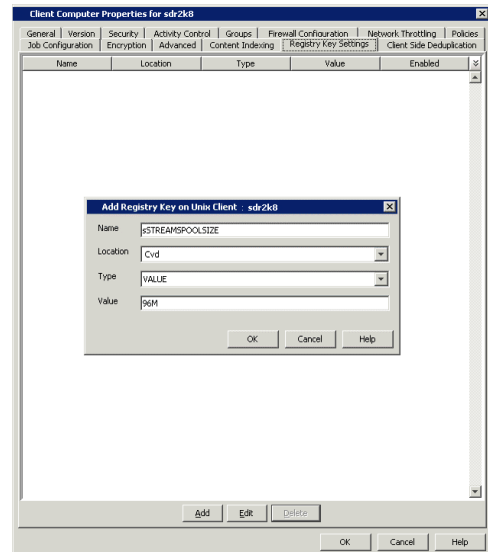 Client Computer Properties for sdr2k8
General Version Security Activity Control Groups Firewall Configuration Network Throttling Policies
Job Configuration Encryption Advanced Content Indexing Registry Key Settings Client Side Deduplication
Name Location Type Value Enabled
Add Registry Key on Unix Client : sdr2k8
Name sSTREAMSPOOLSIZE
Location Cvd
Type VALUE
Value 96M
OK Cancel Help
Add Edit Delete
OK Cancel Help